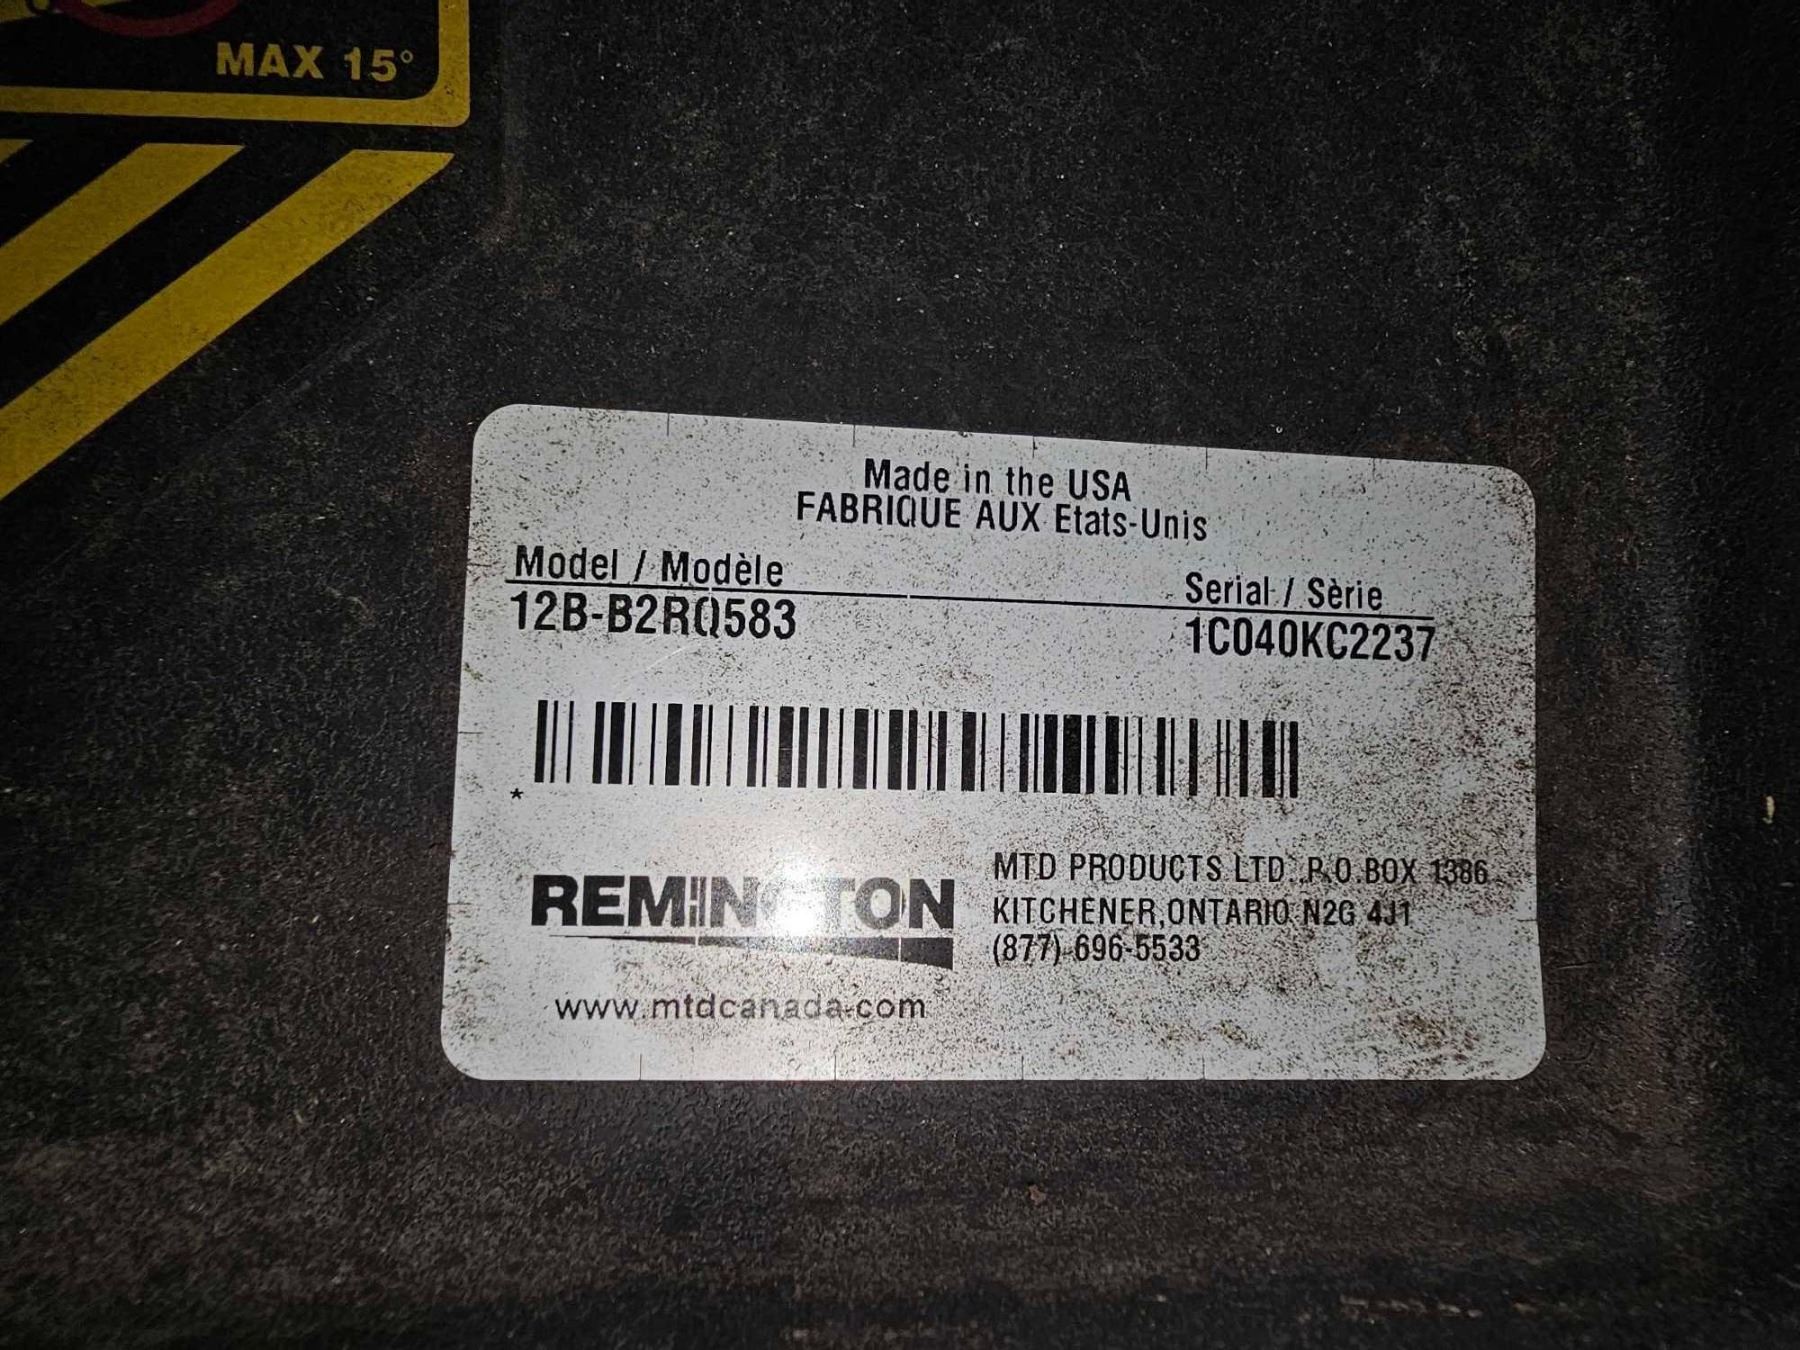 MAX 15°
Made in the USA
FABRIQUE AUX Etats-Unis
Model / Modèle Serial / Sèrie
12B-B2RQ583 1C040KC2237
*
REMINGTON
MTD PRODUCTS LTD. P.O.BOX 1386
KITCHENER,ONTARIO N2G 4J1
(877) 696-5533
www.mtdcanada.com